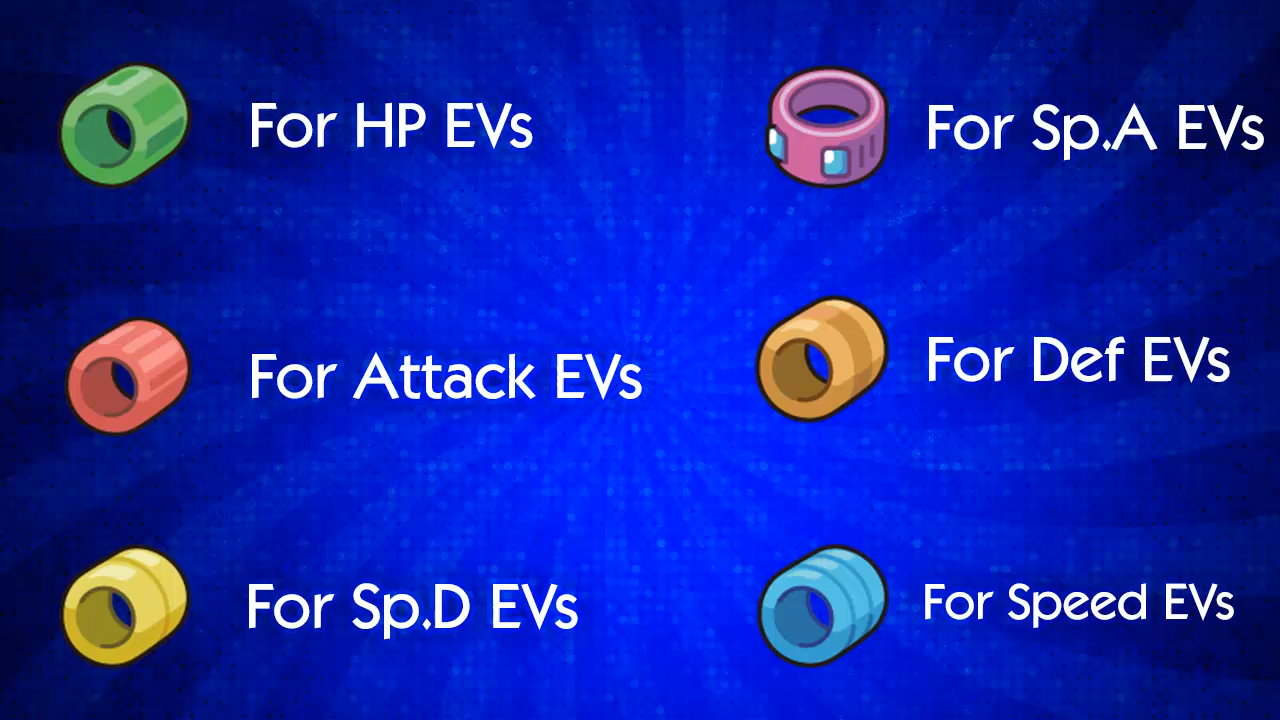 For HP EVs
For Sp.A EVs
For Attack EVs
For Def EVs
For Sp.D EVs
For Speed EVs